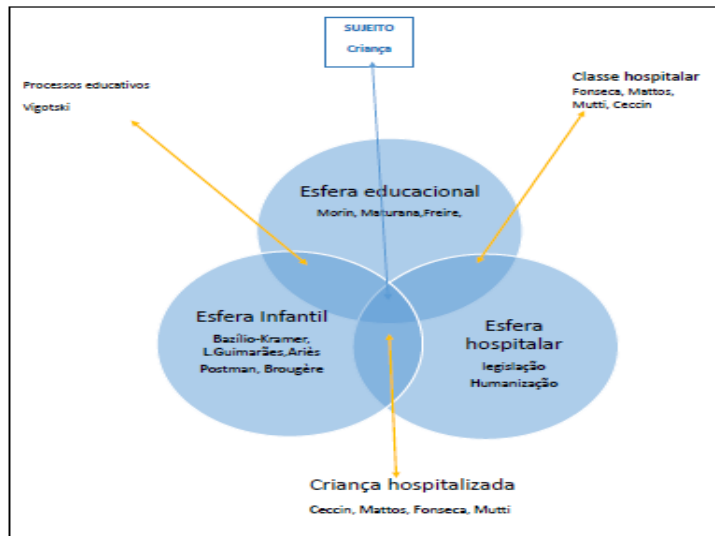 SUJEITO
Criança
Processos educativos
Vigotski
Classe hospitalar
Fonseca, Mattos,
Mutti, Ceccin
Esfera educacional
Morin, Maturana,Freire,
Esfera Infantil
Bazílio-Kramer,
L.Guimarães,Ariès
Postman, Brougère
Esfera
hospitalar
legislação
Humanização
Criança hospitalizada
Ceccin, Mattos, Fonseca, Mutti